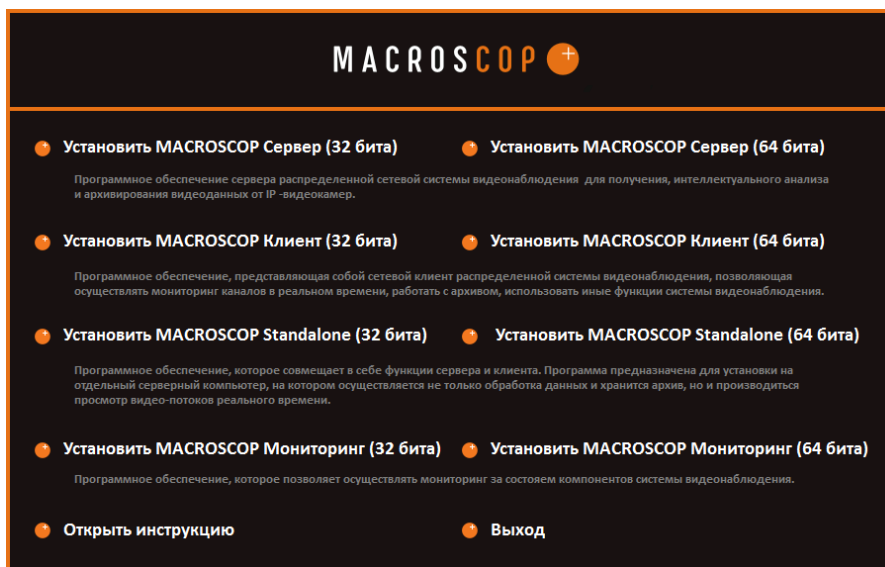 MACROSCOP
Установить MACROSCOP Сервер (32 бита)
Установить MACROSCOP Сервер (64 бита)
Программное обеспечение сервера распределенной сетевой системы видеонаблюдения для получения, интеллектуального анализа
и архивирования видеоданных от IP -видеокамер.
Установить MACROSCOP Клиент (32 бита)
Установить MACROSCOP Клиент (64 бита)
Программное обеспечение, представляющая собой сетевой клиент распределенной системы видеонаблюдения, позволяющая
осуществлять мониторинг каналов в реальном времени, работать с архивом, использовать иные функции системы видеонаблюдения.
Установить MACROSCOP Standalone (32 бита)
Установить MACROSCOP Standalone (64 бита)
Программное обеспечение, которое совмещает в себе функции сервера и клиента. Программа предназначена для установки на
отдельный серверный компьютер, на котором осуществляется не только обработка данных и хранится архив, но и производиться
просмотр видео-потоков реального времени.
Установить MACROSCOP Мониторинг (32 бита)
Установить MACROSCOP Мониторинг (64 бита)
Программное обеспечение, которое позволяет осуществлять мониторинг за состояем компонентов системы видеонаблюдения.
Открыть инструкцию
Выход